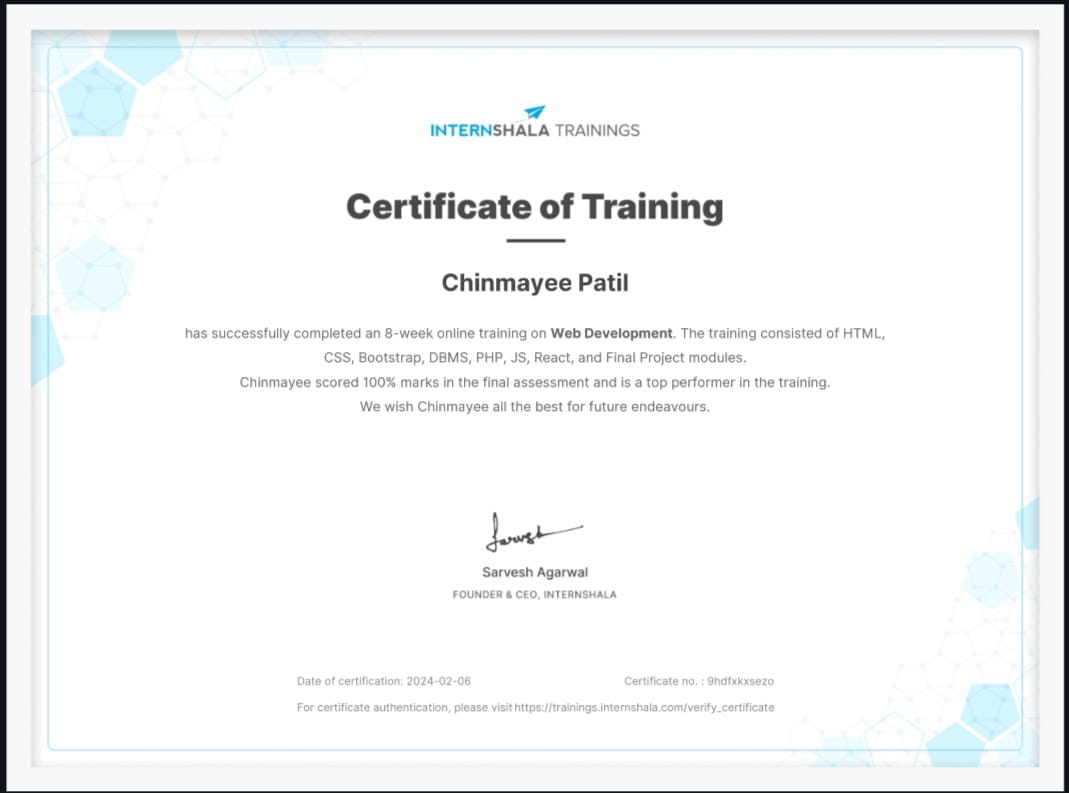 INTERNSHALA TRAININGS
Certificate of Training
Chinmayee Patil
has successfully completed an 8-week online training on Web Development. The training consisted of HTML,
CSS, Bootstrap, DBMS, PHP, JS, React, and Final Project modules.
Chinmayee scored 100% marks in the final assessment and is a top performer in the training.
We wish Chinmayee all the best for future endeavours.
Sarvesh
Sarvesh Agarwal
FOUNDER & CEO, INTERNSHALA
Date of certification: 2024-02-06 Certificate no. : 9hdfxkxsezo
For certificate authentication, please visit https://trainings.internshala.com/verify_certificate